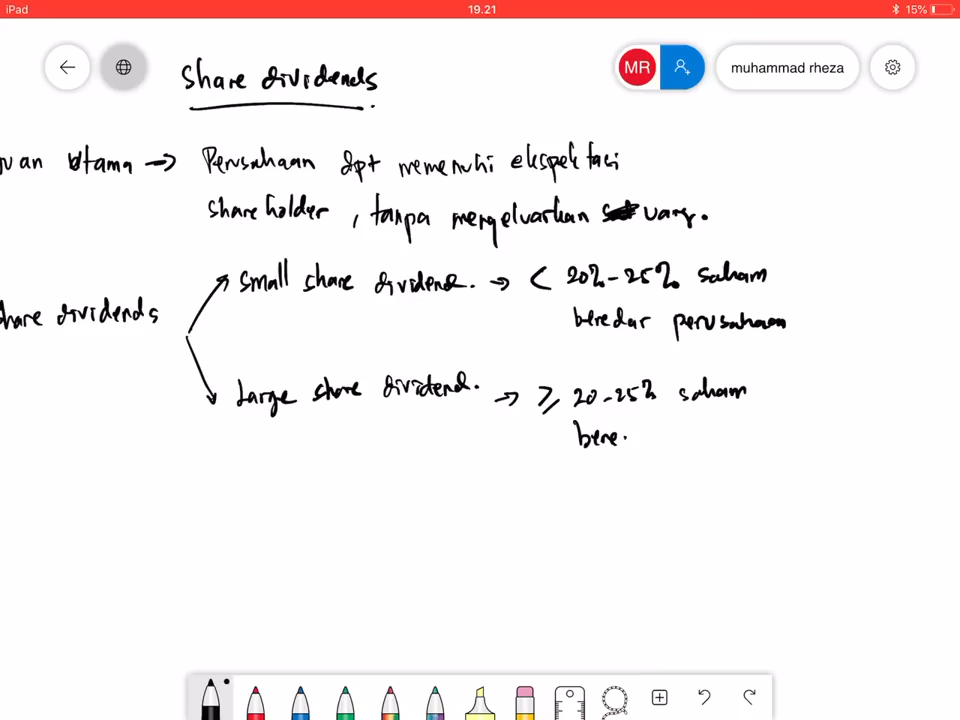 iPad
19.21
15%
Share dividends
MR
muhammad rheza
uan Utama → Perusahaan dpt memenuhi ekspektasi
shareholder, tanpa mengeluarkan uang.
small share dividend. → < 20%-25% saham
beredar perusahaan
share dividends
Large share dividend. → ≥ 20-25% saham
bere.